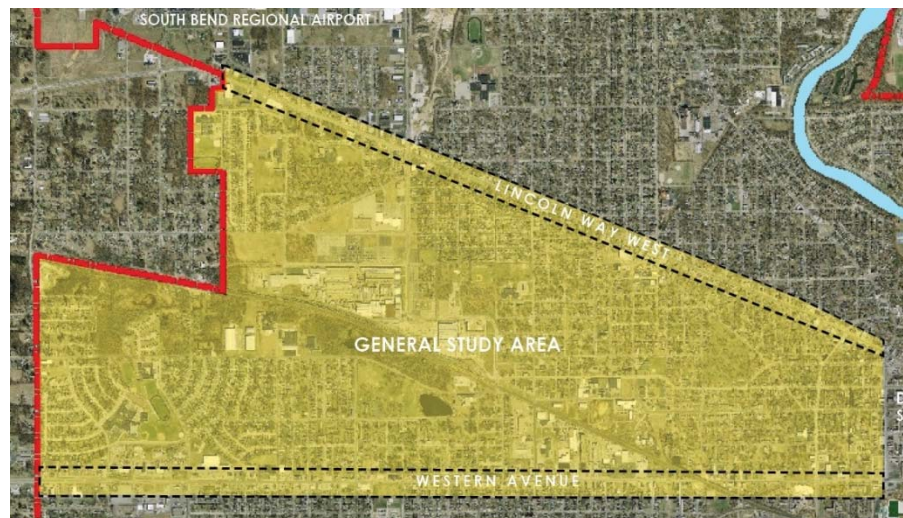 SOUTH BEND REGIONAL AIRPORT
LINCOLN WAY WEST
GENERAL STUDY AREA
D
S
WESTERN AVENUE